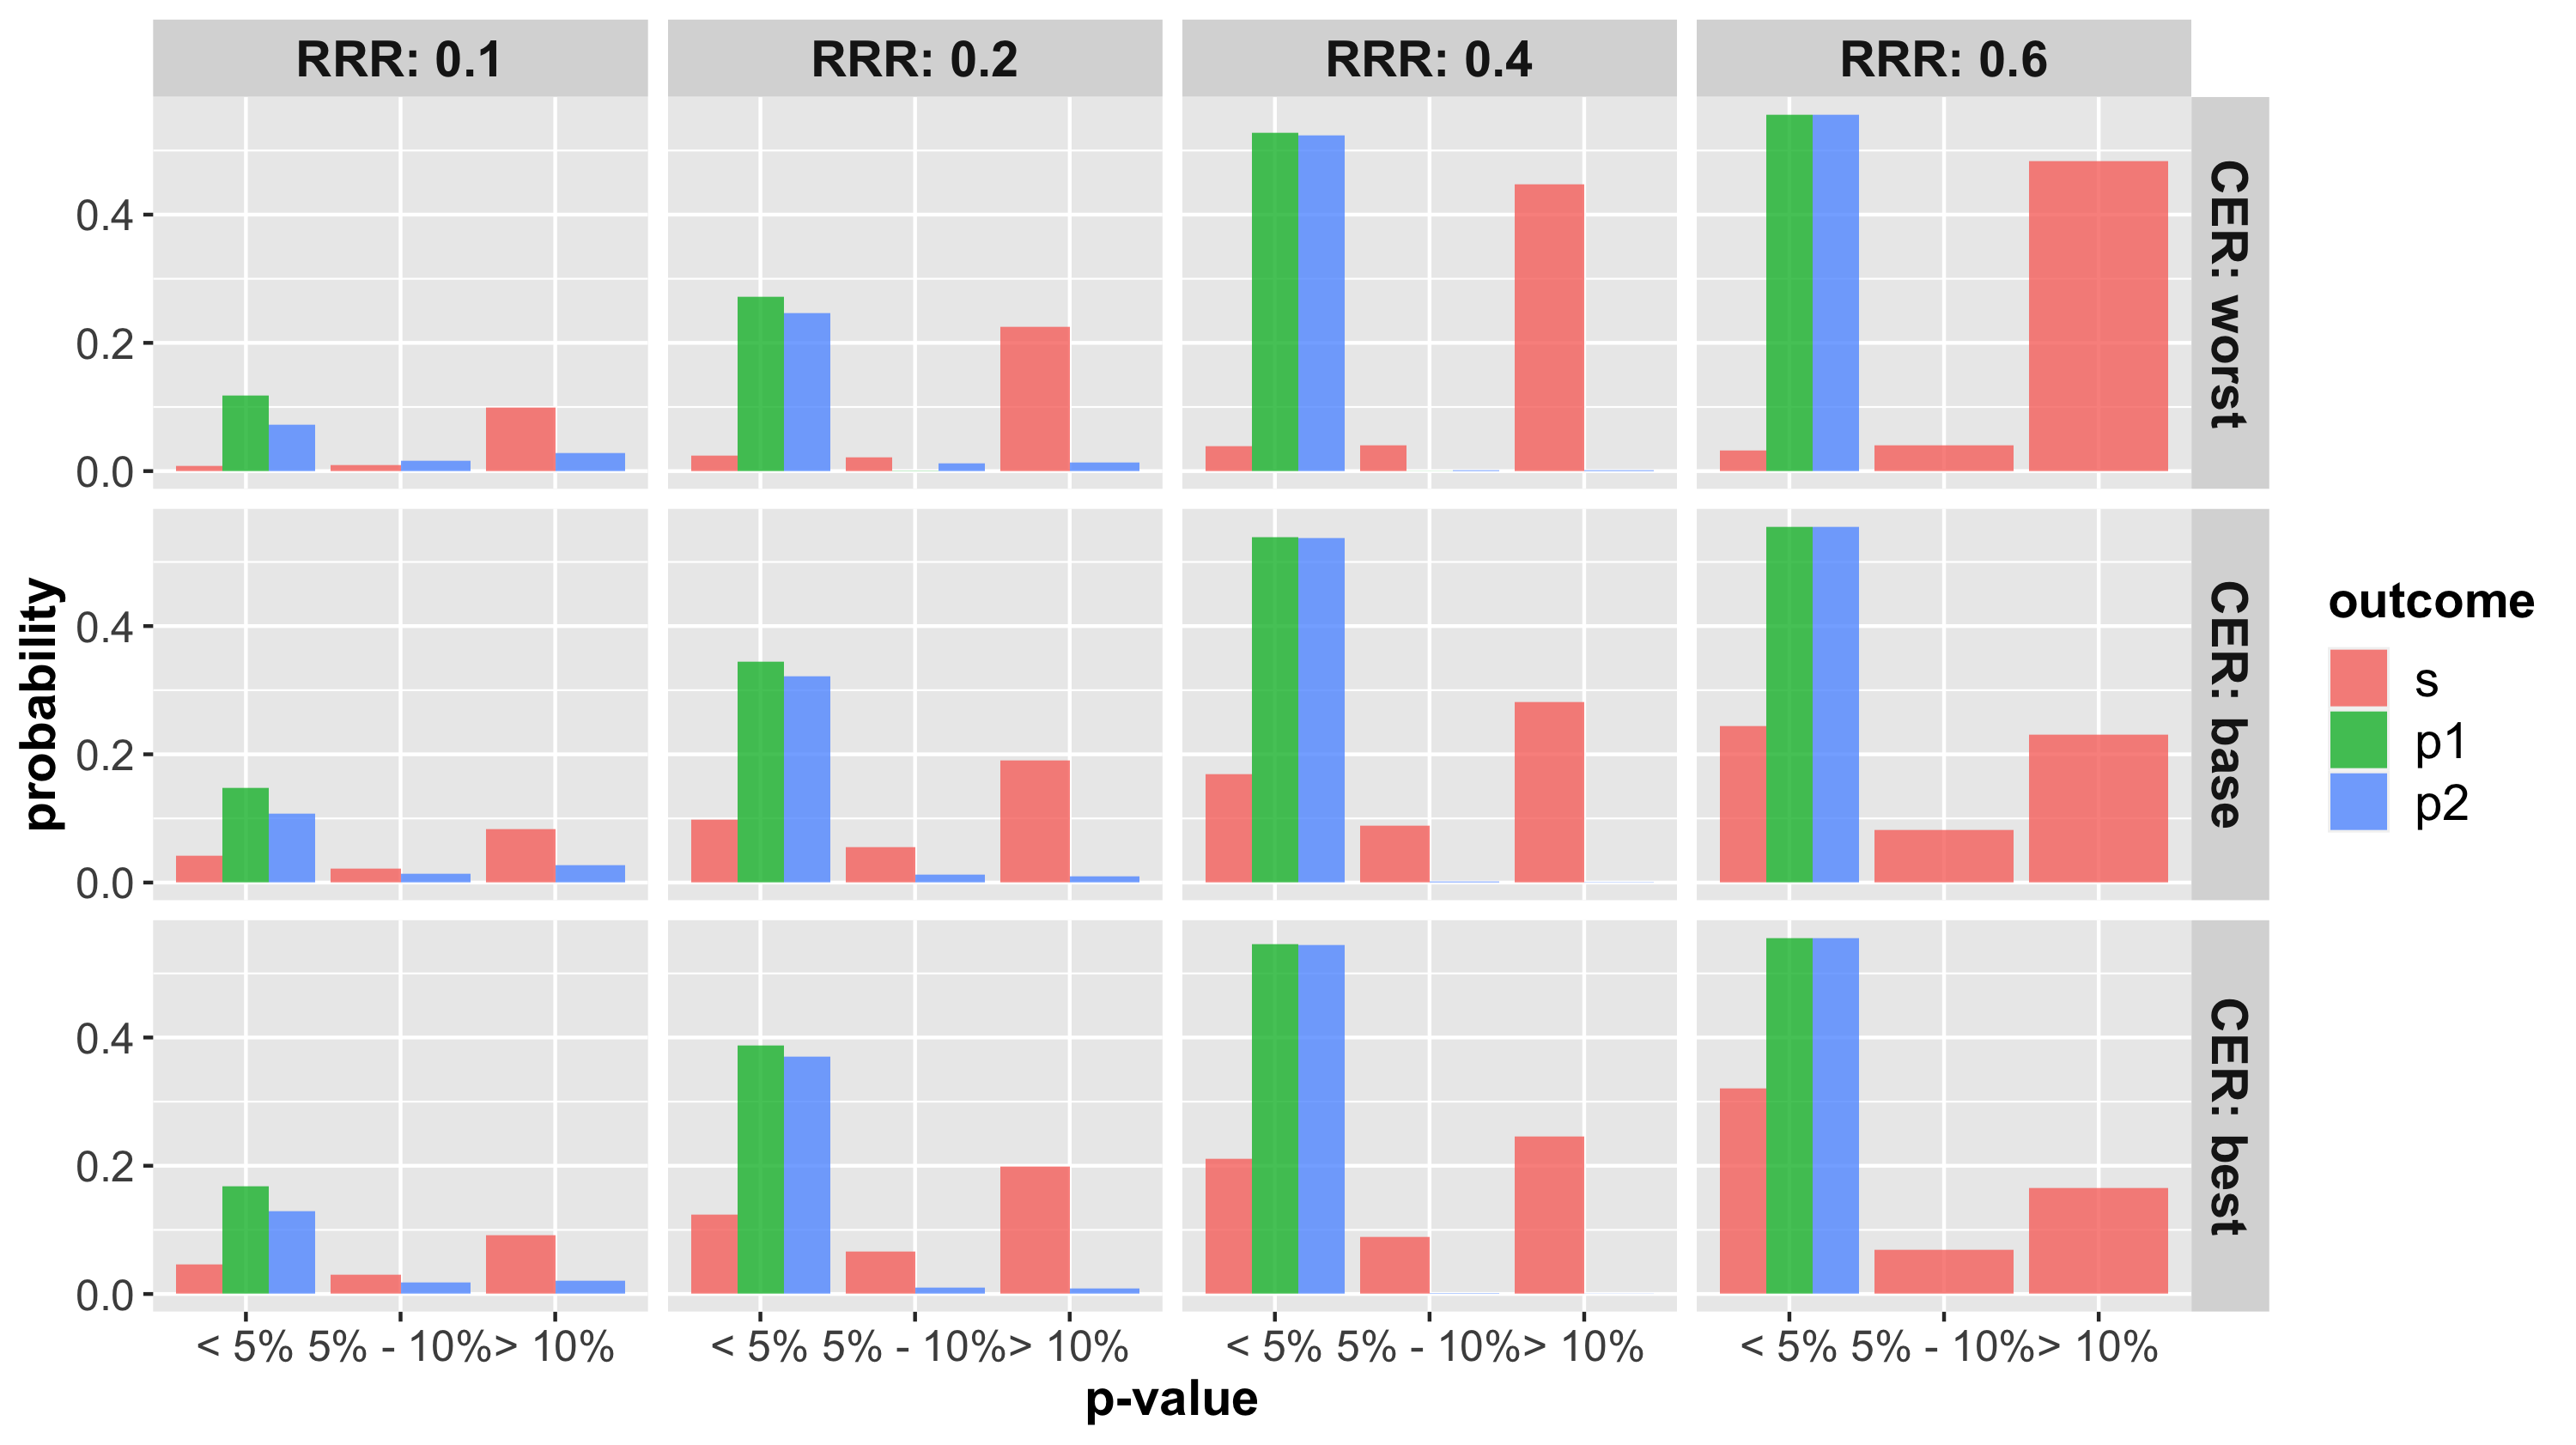 RRR: 0.1
RRR: 0.2
RRR: 0.4
RRR: 0.6
CER: worst
CER: base
CER: best
probability
0.4
0.2
0.0
0.4
0.2
0.0
0.4
0.2
0.0
< 5% 5% - 10%> 10%
< 5% 5% - 10%> 10%
< 5% 5% - 10%> 10%
< 5% 5% - 10%> 10%
p-value
outcome
s
p1
p2